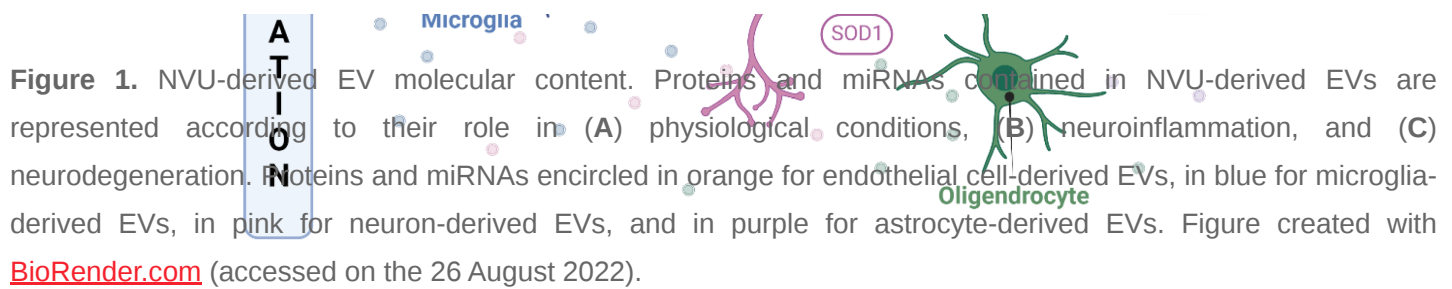 A
T
I
O
N
Microglia
SOD1
Figure 1. NVU-derived EV molecular content. Proteins and miRNAs contained in NVU-derived EVs are
represented according to their role in (A) physiological conditions, (B) neuroinflammation, and (C)
neurodegeneration. Proteins and miRNAs encircled in orange for endothelial cell-derived EVs, in blue for microglia-
derived EVs, in pink for neuron-derived EVs, and in purple for astrocyte-derived EVs. Figure created with
BioRender.com (accessed on the 26 August 2022).
Oligendrocyte